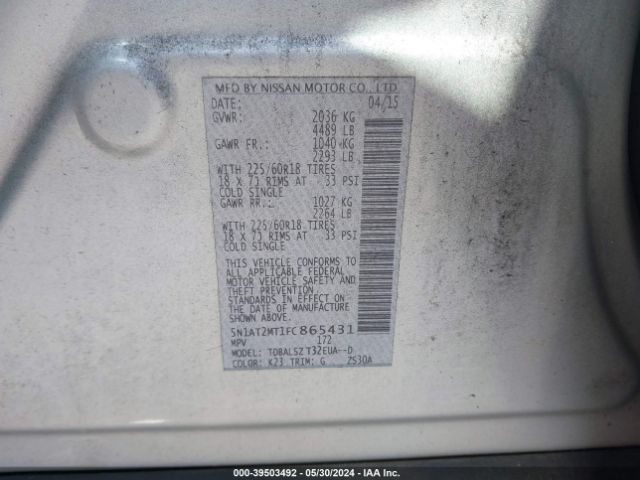 MFD BY NISSAN MOTOR CO., LTD.
DATE: 04/15
GVWR: 2036 KG
4489 LB
GAWR FR.: 1040 KG
2293 LB
WITH 225/60R18 TIRES
18 X 7J RIMS AT 33 PSI
COLD SINGLE
GAWR RR.: 1027 KG
2264 LB
WITH 225/60R18 TIRES
18 X 7J RIMS AT 33 PSI
COLD SINGLE
THIS VEHICLE CONFORMS TO
ALL APPLICABLE FEDERAL
MOTOR VEHICLE SAFETY AND
THEFT PREVENTION
STANDARDS IN EFFECT ON
THE DATE OF MANUFACTURE
SHOWN ABOVE.
5N1AT2MT1FC865431
MPV 172
MODEL: TDBALSZ T32EUA--D
COLOR: K23 TRIM: G ZS30A
000-39503492 - 05/30/2024 - IAA Inc.